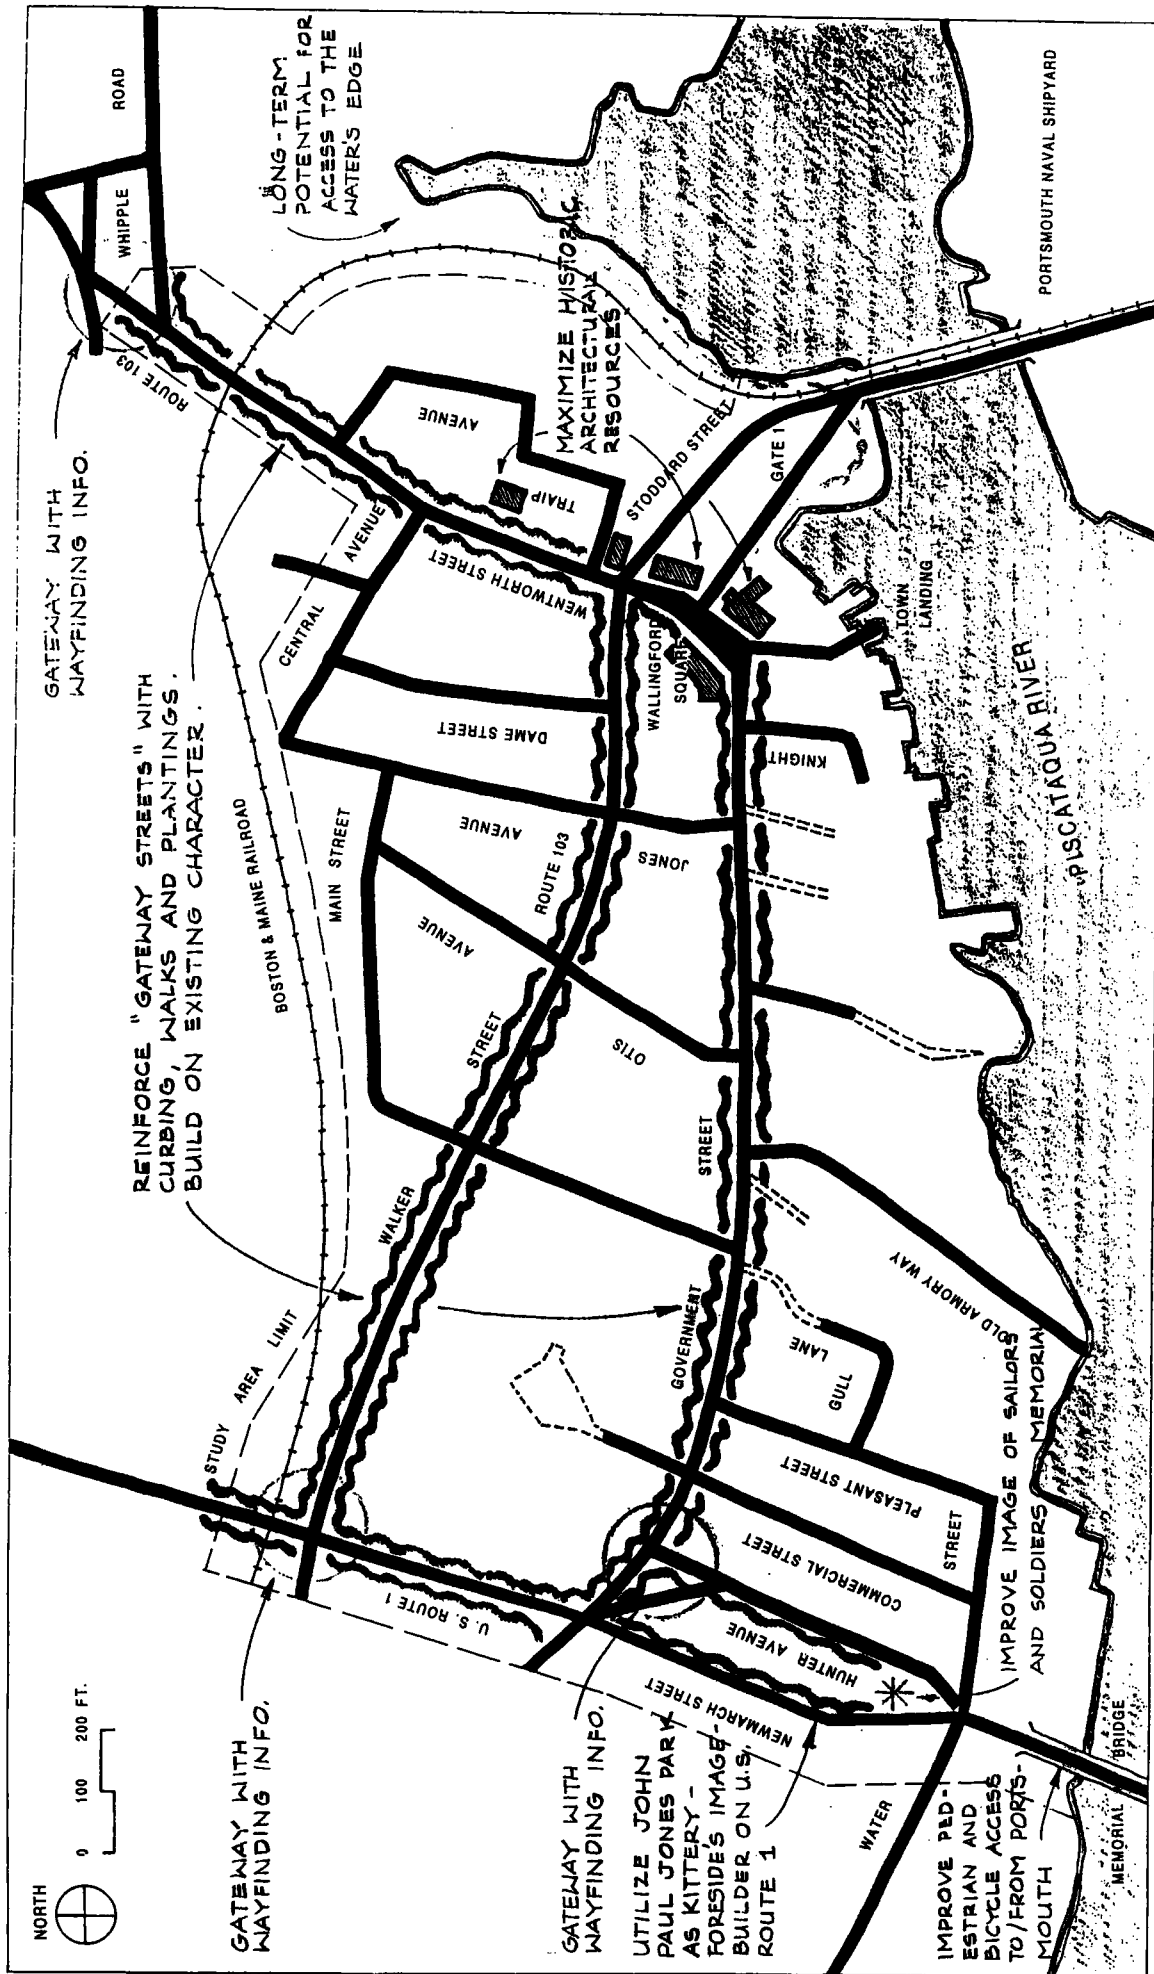 NORTH
0 100 200 FT.
GATEWAY WITH
WAYFINDING INFO.
GATEWAY WITH
WAYFINDING INFO.
UTILIZE JOHN
PAUL JONES PARK
AS KITTERY-
FORESIDE'S IMAGE-
BUILDER ON U.S.
ROUTE 1
IMPROVE PED-
ESTRIAN AND
BICYCLE ACCESS
TO/FROM PORTS-
MOUTH
MEMORIAL BRIDGE
MEMORIAL
WATER
STREET
NEWMARCH STREET
U.S. ROUTE 1
HUNTER AVENUE
COMMERCIAL STREET
PLEASANT STREET
IMPROVE IMAGE OF SAILORS
AND SOLDIERS MEMORIAL
GULL
LANE
OLD ARMORY WAY
STUDY AREA LIMIT
REINFORCE "GATEWAY STREETS" WITH
CURBING, WALKS AND PLANTINGS.
BUILD ON EXISTING CHARACTER.
BOSTON & MAINE RAILROAD
WALKER
STREET
ROUTE 103
GOVERNMENT
STREET
MAIN STREET
OTIS
AVENUE
JONES
AVENUE
DAME STREET
CENTRAL
AVENUE
KNIGHT
WALLINGFORD
SQUARE
WENTWORTH STREET
TRAIP
AVENUE
STODDARD STREET
GATE 1
TOWN
LANDING
PISCATAQUA RIVER
MAXIMIZE HISTORIC
ARCHITECTURAL
RESOURCES
GATEWAY WITH
WAYFINDING INFO.
ROUTE 103
WHIPPLE
ROAD
LONG-TERM
POTENTIAL FOR
ACCESS TO THE
WATER'S EDGE
PORTSMOUTH NAVAL SHIPYARD